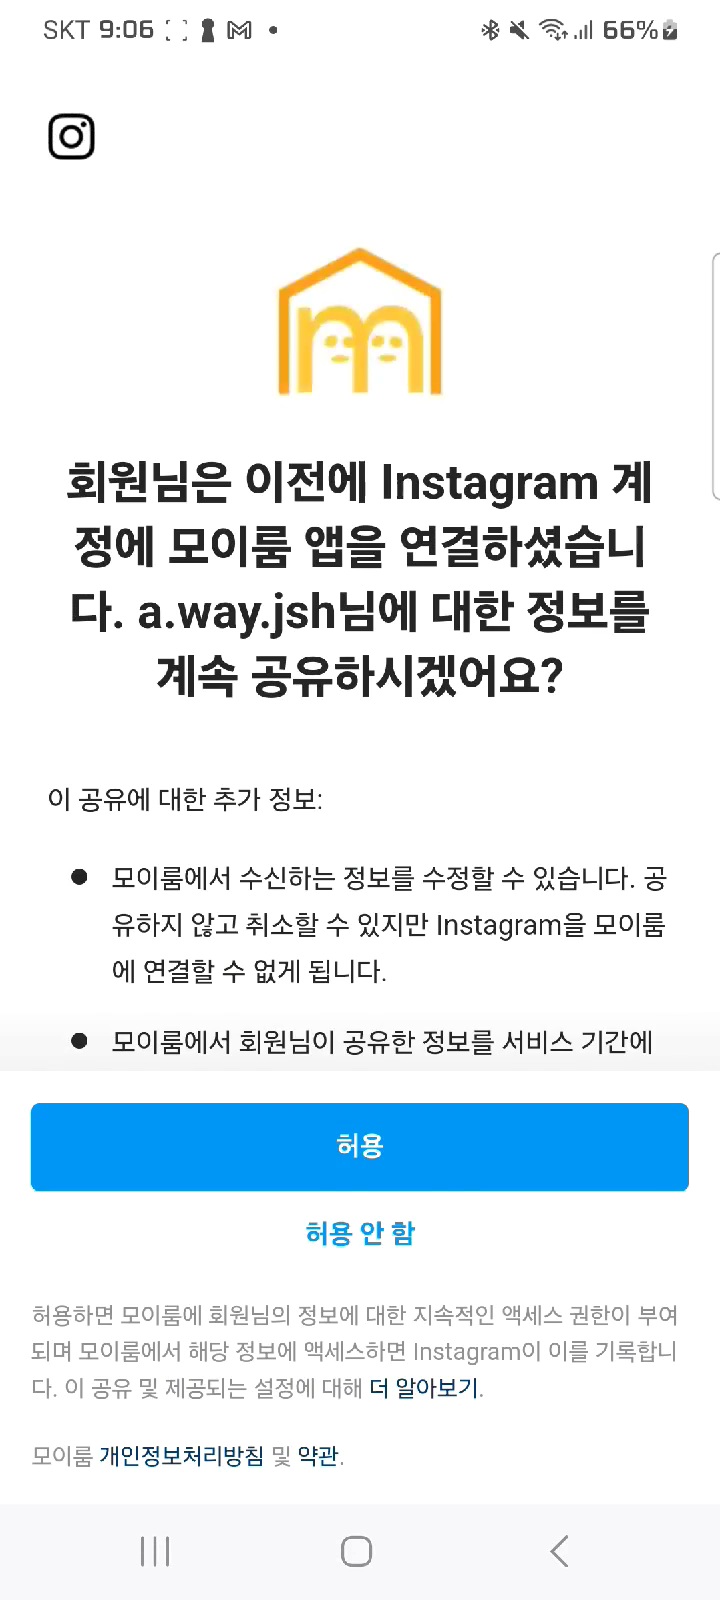 SKT 9:06 66%
회원님은 이전에 Instagram 계
정에 모이룸 앱을 연결하셨습니
다. a.way.jsh님에 대한 정보를
계속 공유하시겠어요?
이 공유에 대한 추가 정보:
● 모이룸에서 수신하는 정보를 수정할 수 있습니다. 공
유하지 않고 취소할 수 있지만 Instagram을 모이룸
에 연결할 수 없게 됩니다.
● 모이룸에서 회원님이 공유한 정보를 서비스 기간에
허용
허용 안 함
허용하면 모이룸에 회원님의 정보에 대한 지속적인 액세스 권한이 부여
되며 모이룸에서 해당 정보에 액세스하면 Instagram이 이를 기록합니
다. 이 공유 및 제공되는 설정에 대해 더 알아보기.
모이룸 개인정보처리방침 및 약관.